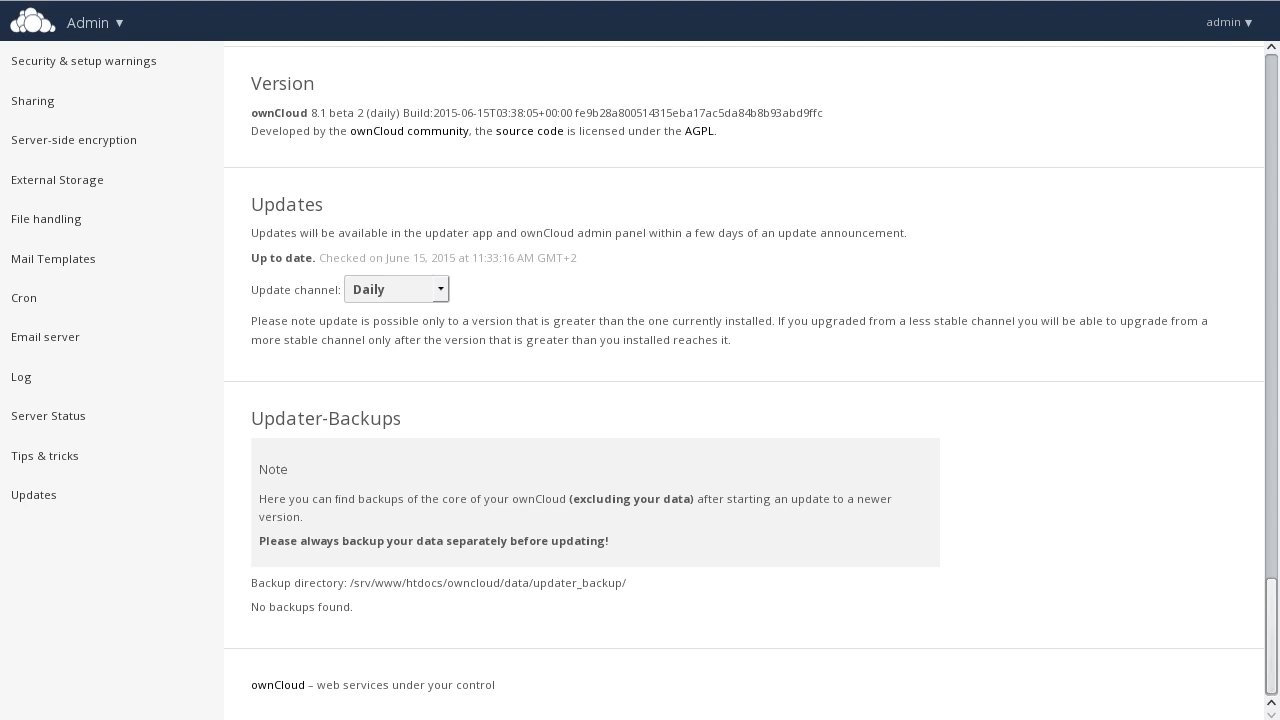 Admin ▼
admin ▼
Security & setup warnings
Sharing
Server-side encryption
External Storage
File handling
Mail Templates
Cron
Email server
Log
Server Status
Tips & tricks
Updates
Version
ownCloud 8.1 beta 2 (daily) Build:2015-06-15T03:38:05+00:00 fe9b28a800514315eba17ac5da84b8b93abd9ffc
Developed by the ownCloud community, the source code is licensed under the AGPL.
Updates
Updates will be available in the updater app and ownCloud admin panel within a few days of an update announcement.
Up to date. Checked on June 15, 2015 at 11:33:16 AM GMT+2
Update channel: Daily
Please note update is possible only to a version that is greater than the one currently installed. If you upgraded from a less stable channel you will be able to upgrade from a
more stable channel only after the version that is greater than you installed reaches it.
Updater-Backups
Note
Here you can find backups of the core of your ownCloud (excluding your data) after starting an update to a newer
version.
Please always backup your data separately before updating!
Backup directory: /srv/www/htdocs/owncloud/data/updater_backup/
No backups found.
ownCloud – web services under your control